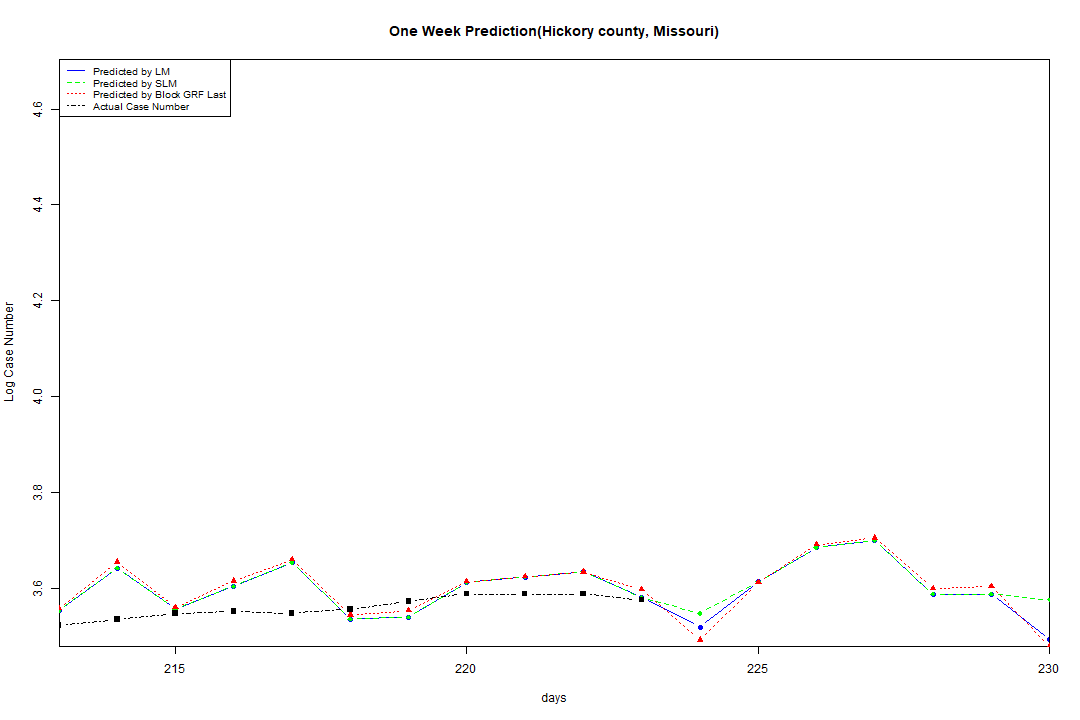 One Week Prediction(Hickory county, Missouri)
Predicted by LM
Predicted by SLM
Predicted by Block GRF Last
Actual Case Number
4.6
4.4
4.2
4.0
3.8
3.6
Log Case Number
215 220 225 230
days